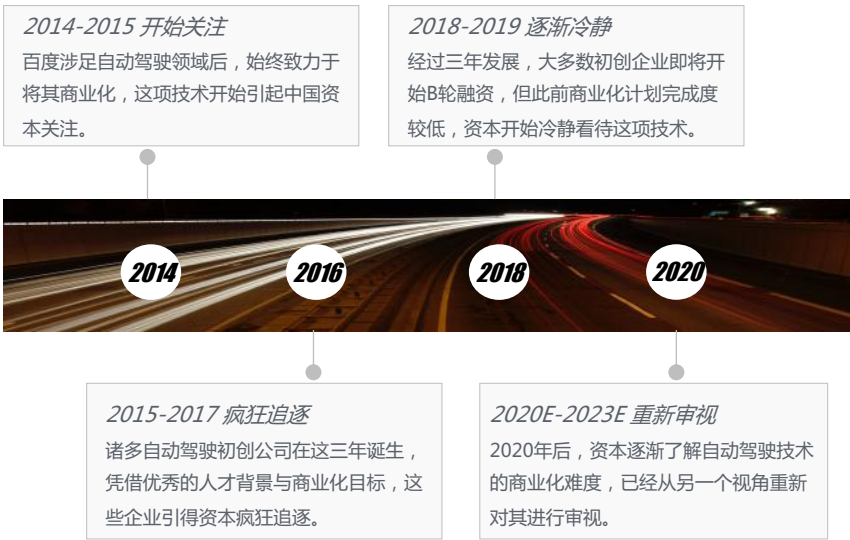 2014-2015 开始关注
百度涉足自动驾驶领域后，始终致力于
将其商业化，这项技术开始引起中国资
本关注。
2018-2019 逐渐冷静
经过三年发展，大多数初创企业即将开
始B轮融资，但此前商业化计划完成度
较低，资本开始冷静看待这项技术。
2014
2016
2018
2020
2015-2017 疯狂追逐
诸多自动驾驶初创公司在这三年诞生，
凭借优秀的人才背景与商业化目标，这
些企业引得资本疯狂追逐。
2020E-2023E 重新审视
2020年后，资本逐渐了解自动驾驶技术
的商业化难度，已经从另一个视角重新
对其进行审视。